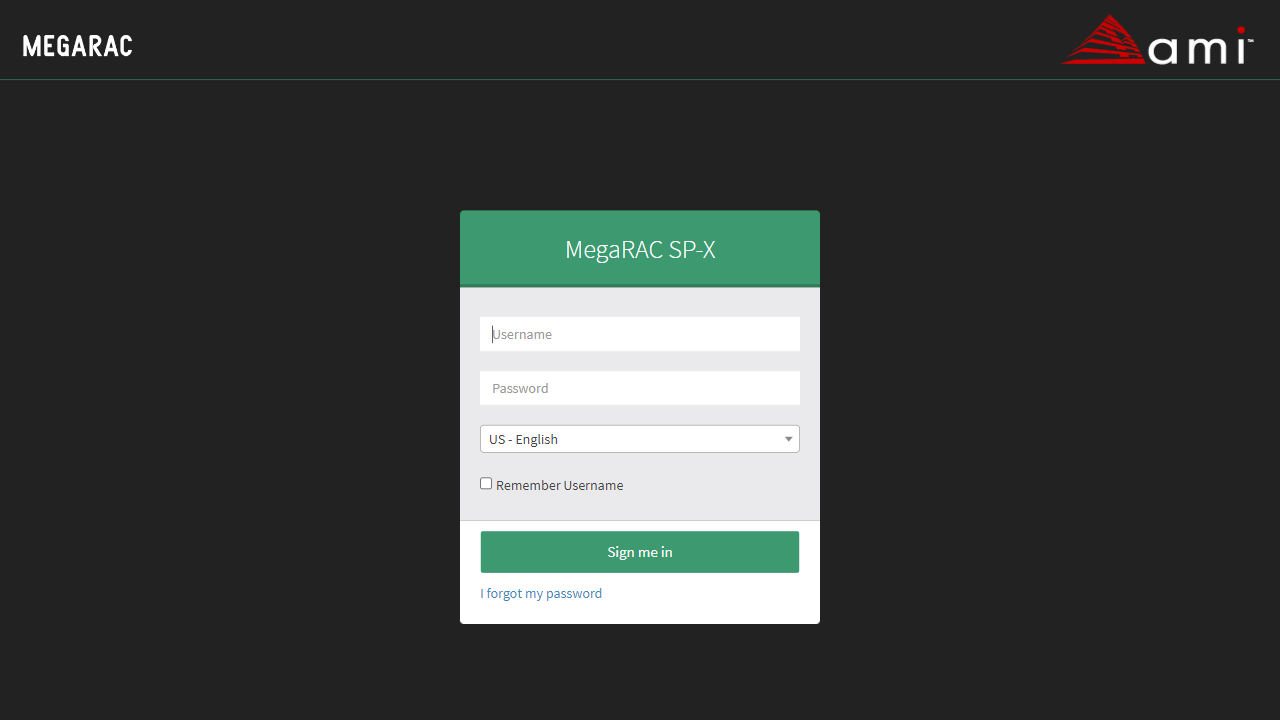 MEGARAC
ami™
MegaRAC SP-X
Username
Password
US - English
Remember Username
Sign me in
I forgot my password